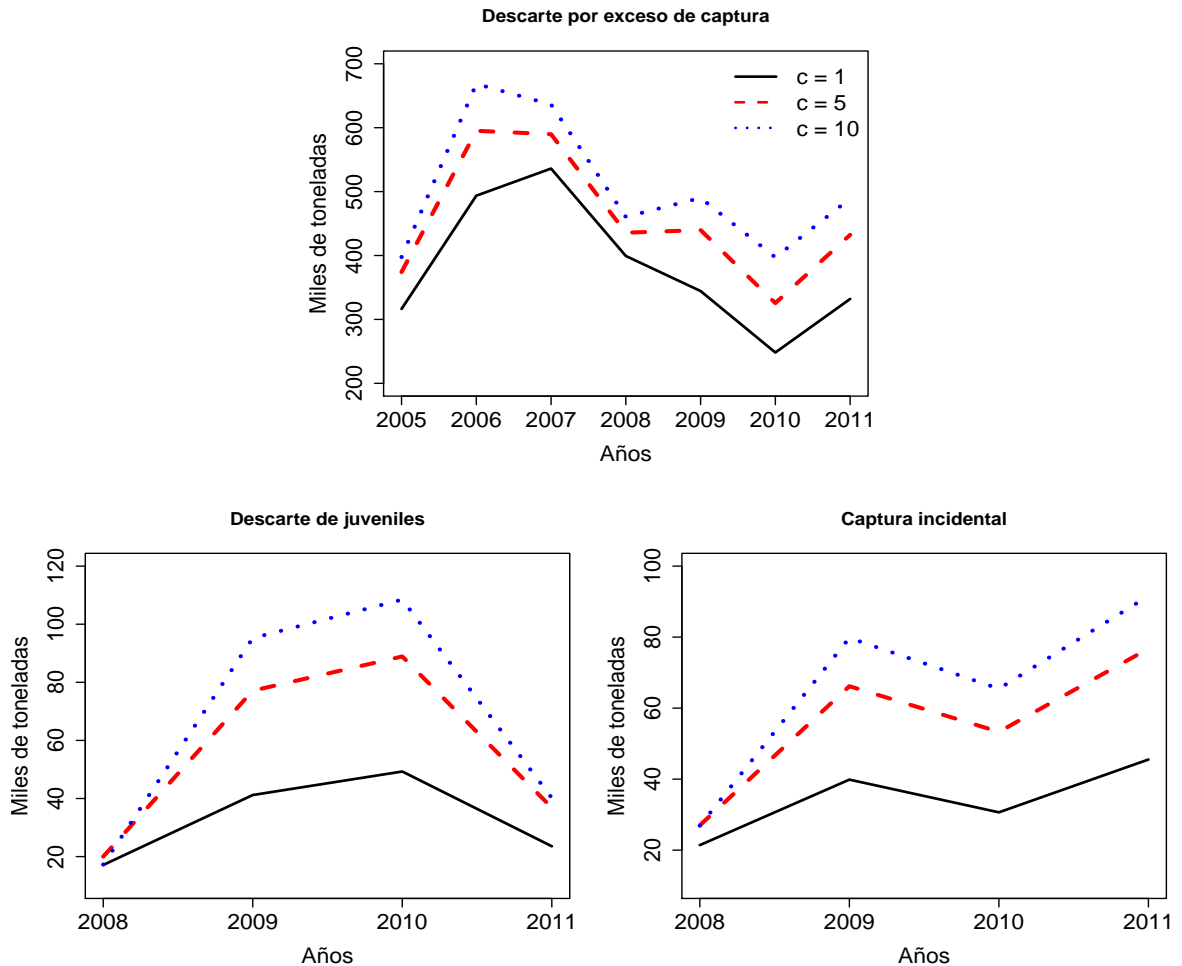 Descarte por exceso de captura
Miles de toneladas
700
600
500
400
300
200
c = 1
c = 5
c = 10
2005 2006 2007 2008 2009 2010 2011
Años
Descarte de juveniles
Miles de toneladas
120
100
80
60
40
20
2008 2009 2010 2011
Años
Captura incidental
Miles de toneladas
100
80
60
40
20
2008 2009 2010 2011
Años